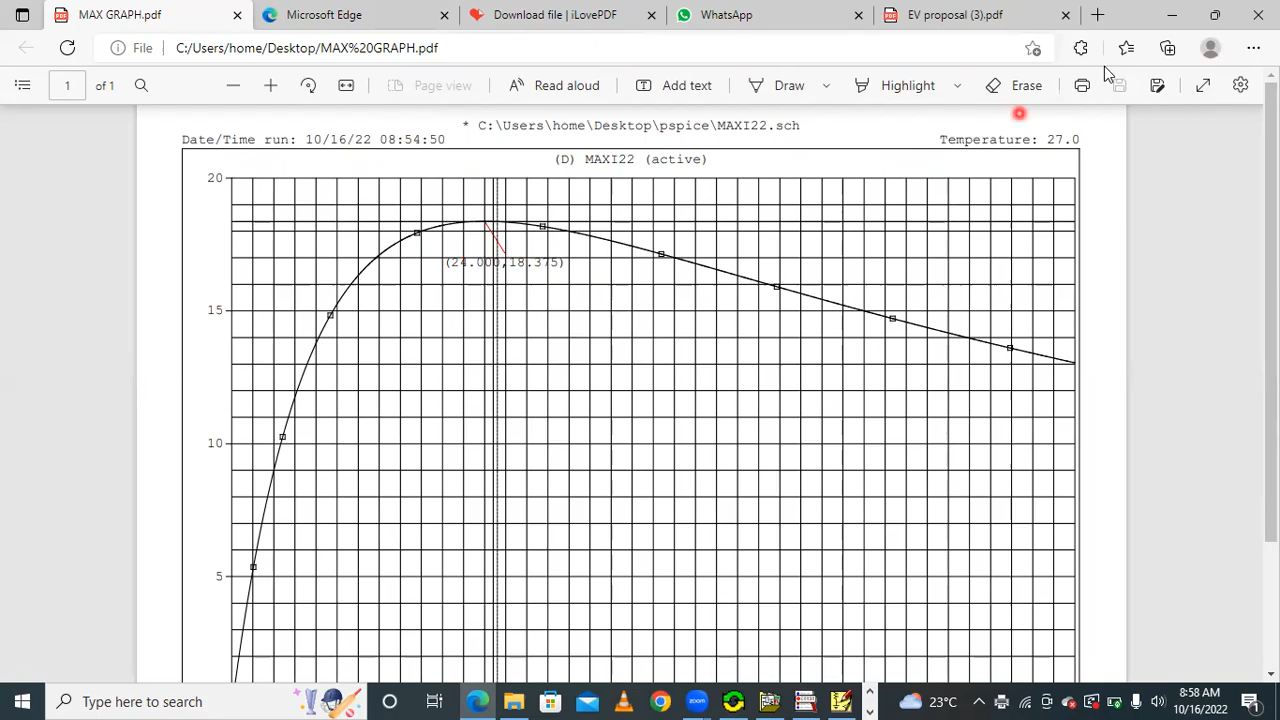 MAX GRAPH.pdf
Microsoft Edge
Download file | iLovePDF
WhatsApp
EV proposal (3).pdf
File
C:/Users/home/Desktop/MAX%20GRAPH.pdf
1
of 1
Page view
Read aloud
Add text
Draw
Highlight
Erase
* C:\Users\home\Desktop\pspice\MAXI22.sch
Date/Time run: 10/16/22 08:54:50
Temperature: 27.0
(D) MAXI22 (active)
20
(24.000,18.375)
15
10
5
Type here to search
zoom
23°C
8:58 AM
10/16/2022
1